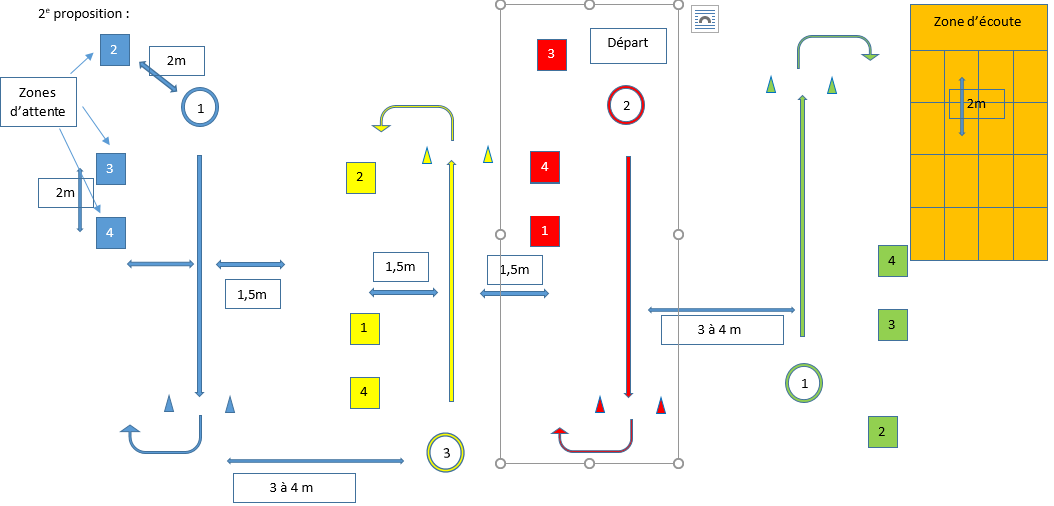 2e proposition :
2
2m
Zones
d'attente
1
3
2m
4
1,5m
3 à 4 m
2
1,5m
1
4
3
3
Départ
2
4
1
1,5m
3 à 4 m
1
Zone d'écoute
2m
4
3
2